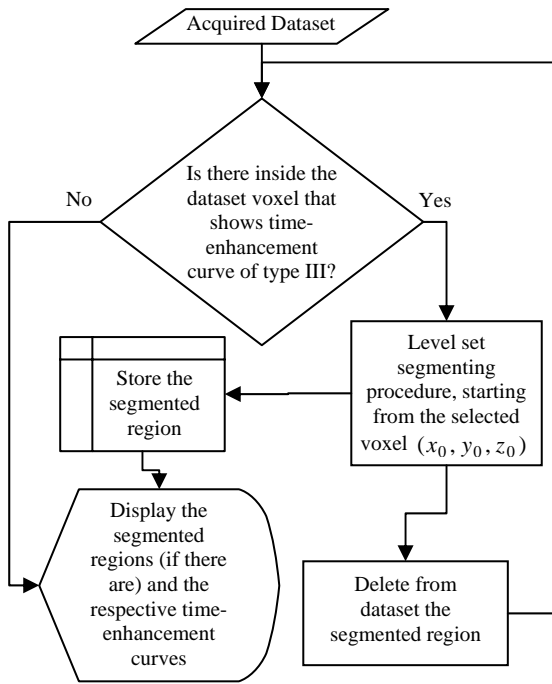 Acquired Dataset
Is there inside the
dataset voxel that
shows time-
enhancement
curve of type III?
No
Yes
Level set
segmenting
procedure, starting
from the selected
voxel (x₀, y₀, z₀)
Store the
segmented
region
Display the
segmented
regions (if there
are) and the
respective time-
enhancement
curves
Delete from
dataset the
segmented region